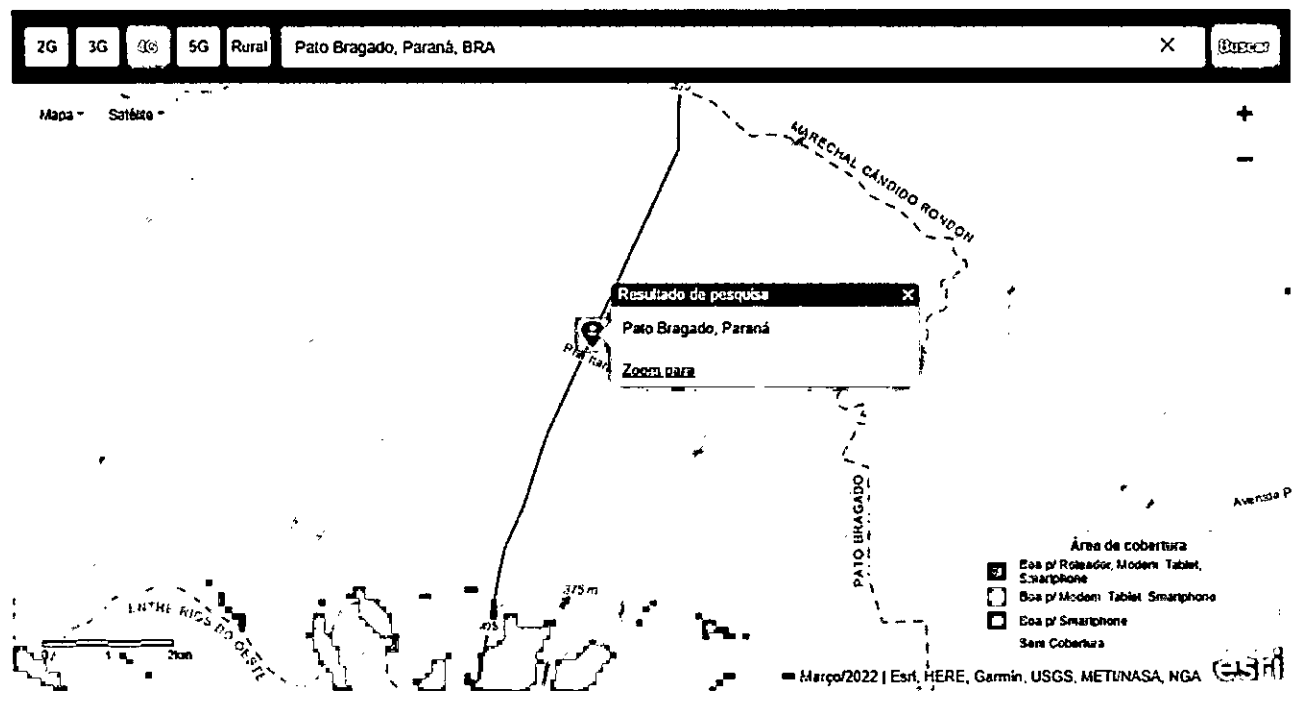 2G 3G 4G 5G Rural Pato Bragado, Paraná, BRA × Buscar
Mapa Satélite
+
−
MARECHAL CÂNDIDO RONDON
Resultado de pesquisa ×
Pato Bragado, Paraná
Zoom para
PATO BRAGADO
Avenida P
Área de cobertura
Boa p/ Roteador, Modem, Tablet,
Smartphone
Boa p/ Modem, Tablet, Smartphone
Boa p/ Smartphone
Sem Cobertura
375 m
ENTRE RIOS DO OESTE
0 1 2km
Março/2022 | Esri, HERE, Garmin, USGS, METI/NASA, NGA
esri